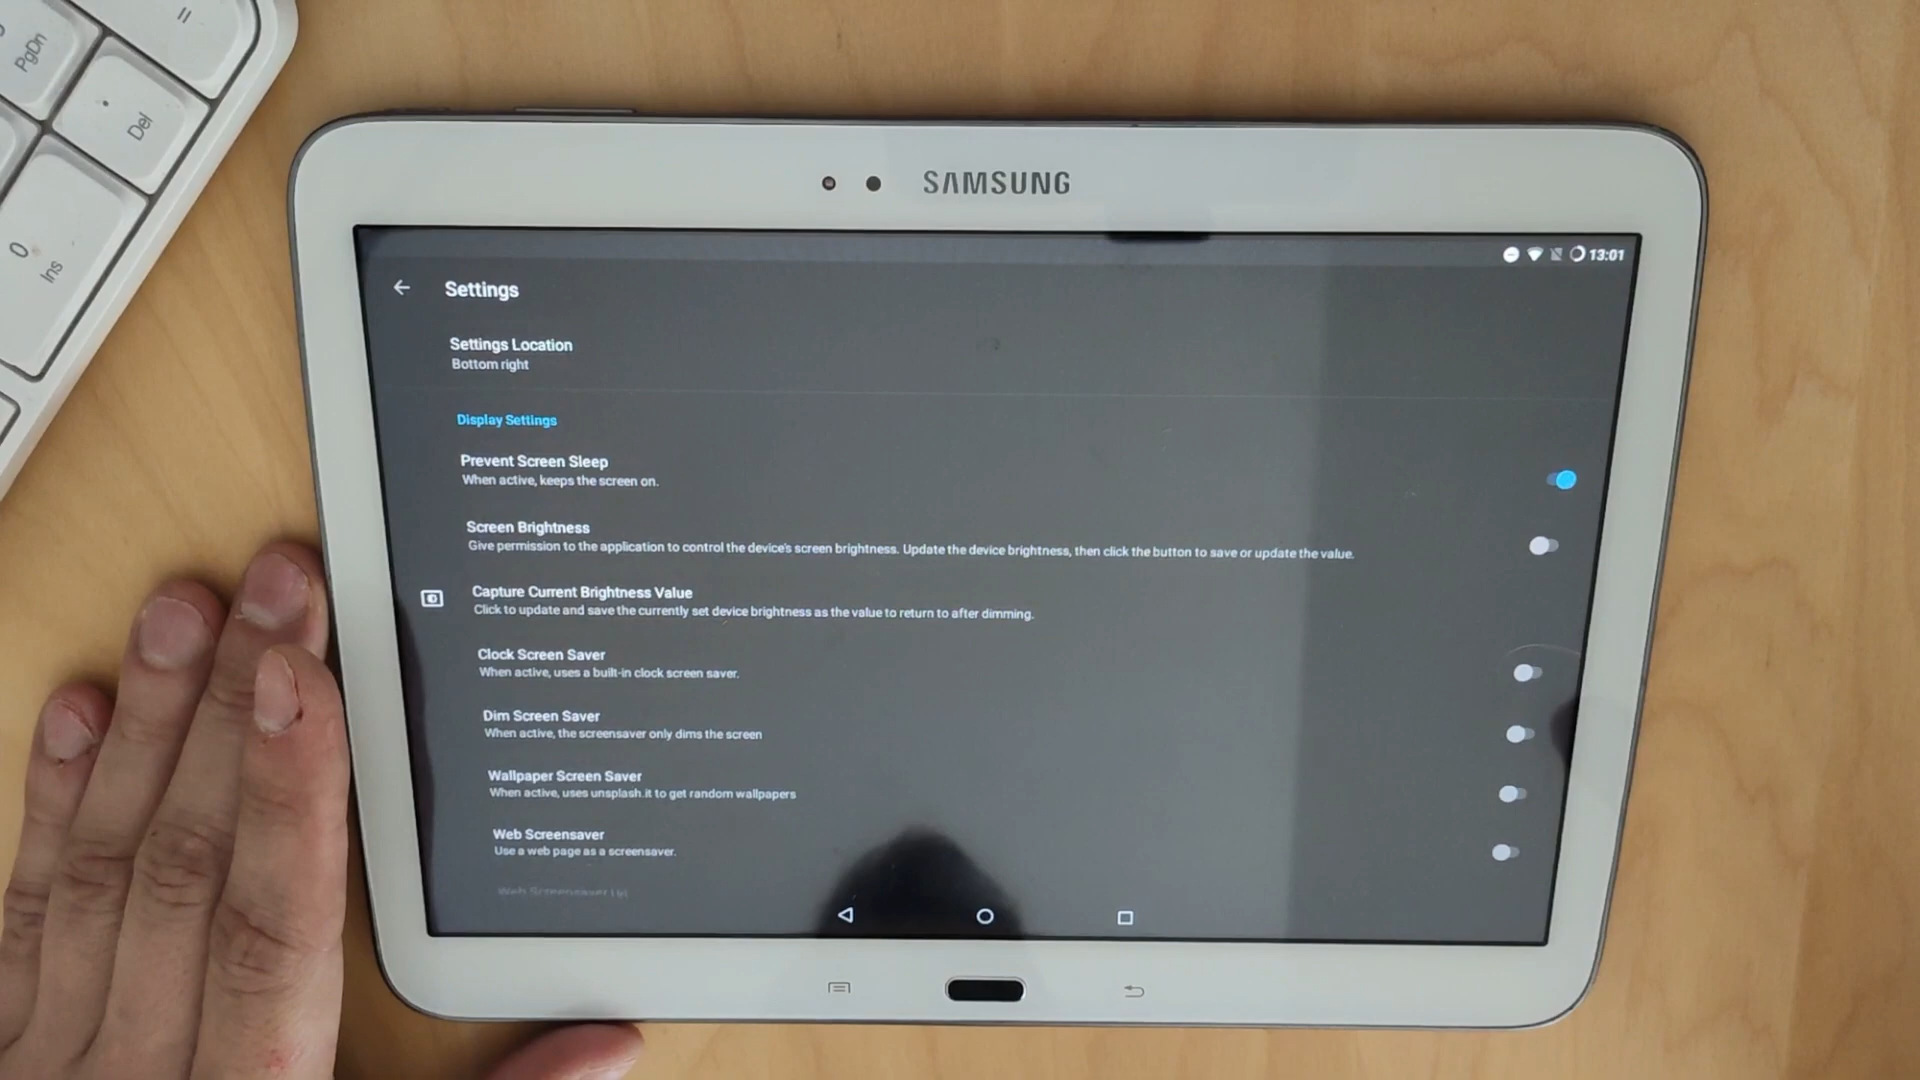 =
PgDn
.
Del
0
Ins
SAMSUNG
13:01
Settings
Settings Location
Bottom right
Display Settings
Prevent Screen Sleep
When active, keeps the screen on.
Screen Brightness
Give permission to the application to control the device's screen brightness. Update the device brightness, then click the button to save or update the value.
Capture Current Brightness Value
Click to update and save the currently set device brightness as the value to return to after dimming.
Clock Screen Saver
When active, uses a built-in clock screen saver.
Dim Screen Saver
When active, the screensaver only dims the screen
Wallpaper Screen Saver
When active, uses unsplash.it to get random wallpapers
Web Screensaver
Use a web page as a screensaver.
Web Screensaver